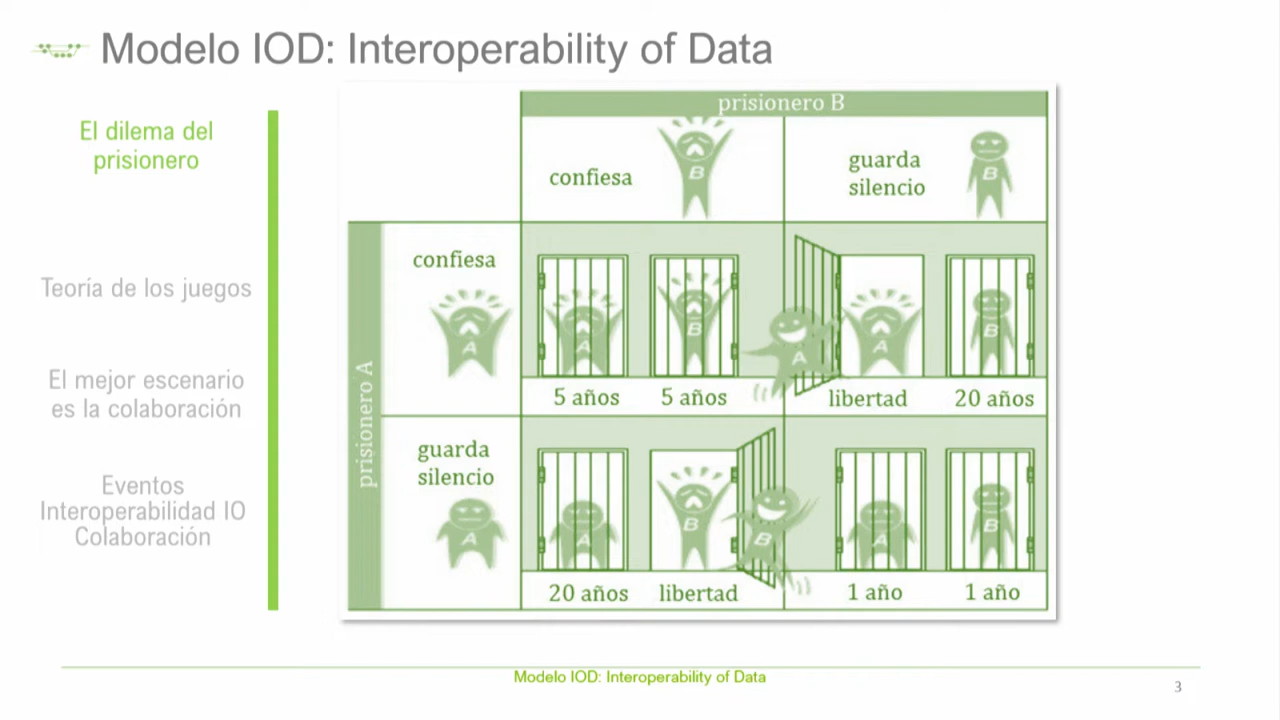 Modelo IOD: Interoperability of Data
El dilema del
prisionero
Teoría de los juegos
El mejor escenario
es la colaboración
Eventos
Interoperabilidad IO
Colaboración
prisionero B
confiesa
B
guarda
silencio
B
prisionero A
confiesa
A
A
B
A
A
B
5 años
5 años
libertad
20 años
guarda
silencio
A
A
B
B
A
B
20 años
libertad
1 año
1 año
Modelo IOD: Interoperability of Data
3